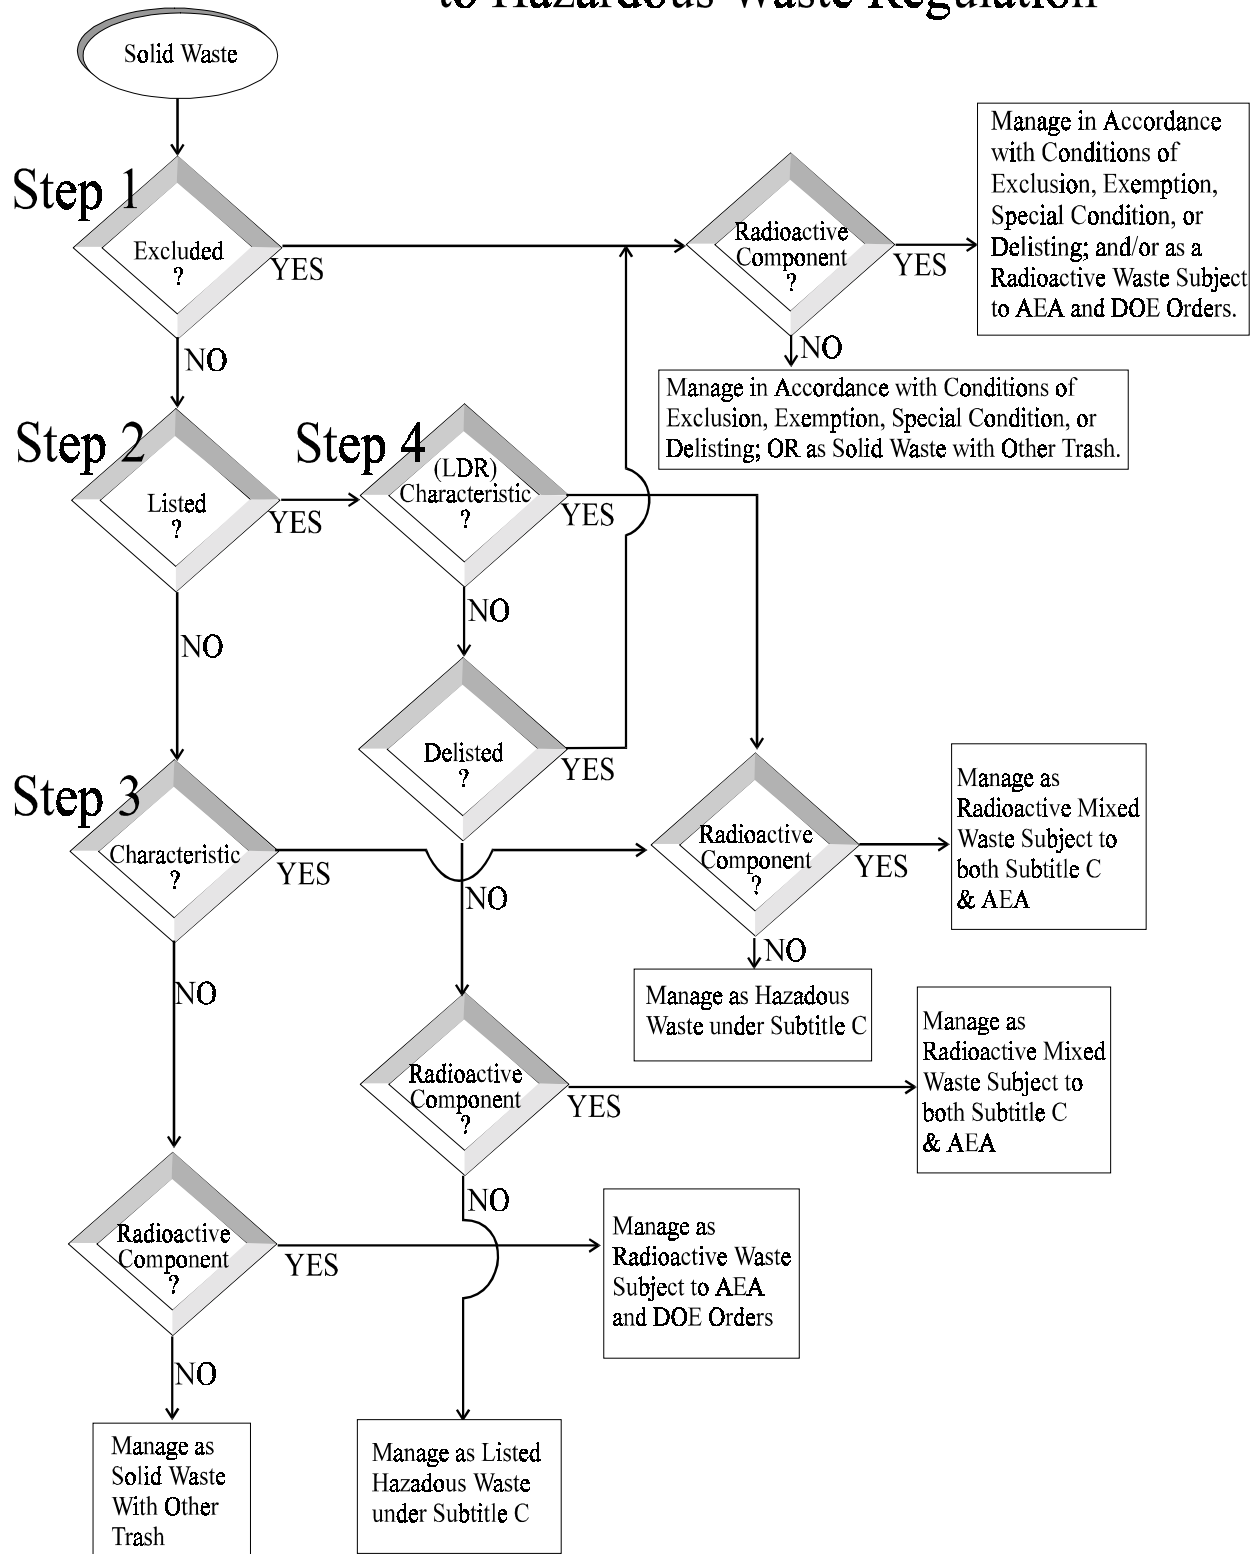 to Hazardous Waste Regulation
Solid Waste
Step 1
Excluded
?
YES
NO
Radioactive
Component
?
YES
NO
Manage in Accordance
with Conditions of
Exclusion, Exemption,
Special Condition, or
Delisting; and/or as a
Radioactive Waste Subject
to AEA and DOE Orders.
Manage in Accordance with Conditions of
Exclusion, Exemption, Special Condition, or
Delisting; OR as Solid Waste with Other Trash.
Step 2
Listed
?
YES
NO
Step 4
(LDR)
Characteristic
?
YES
NO
Delisted
?
YES
NO
Step 3
Characteristic
?
YES
NO
Radioactive
Component
?
YES
NO
Manage as
Radioactive Mixed
Waste Subject to
both Subtitle C
& AEA
Manage as Hazadous
Waste under Subtitle C
Radioactive
Component
?
YES
NO
Manage as
Radioactive Mixed
Waste Subject to
both Subtitle C
& AEA
Radioactive
Component
?
YES
NO
Manage as
Radioactive Waste
Subject to AEA
and DOE Orders
Manage as
Solid Waste
With Other
Trash
Manage as Listed
Hazadous Waste
under Subtitle C